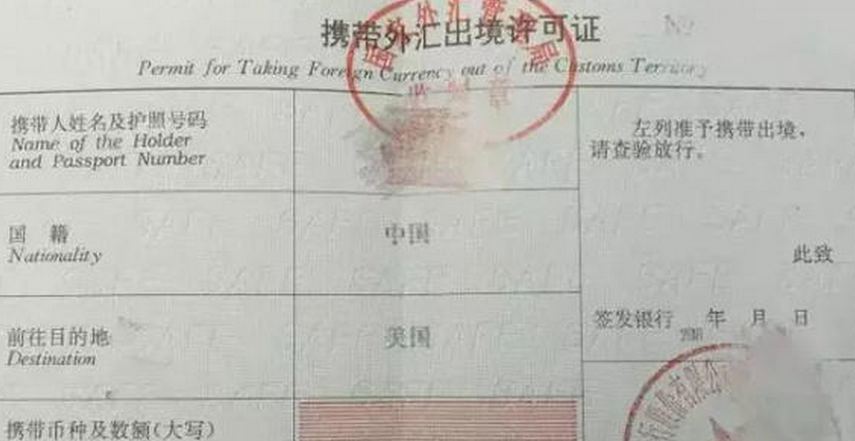 携带外汇出境许可证
Permit for Taking Foreign Currency out of the Customs Territory
携带人姓名及护照号码
Name of the Holder
and Passport Number
左列准予携带出境，
请查验放行。
国 籍
Nationality
中国
此致
前往目的地
Destination
美国
签发银行 年 月 日
携带币种及数额(大写)